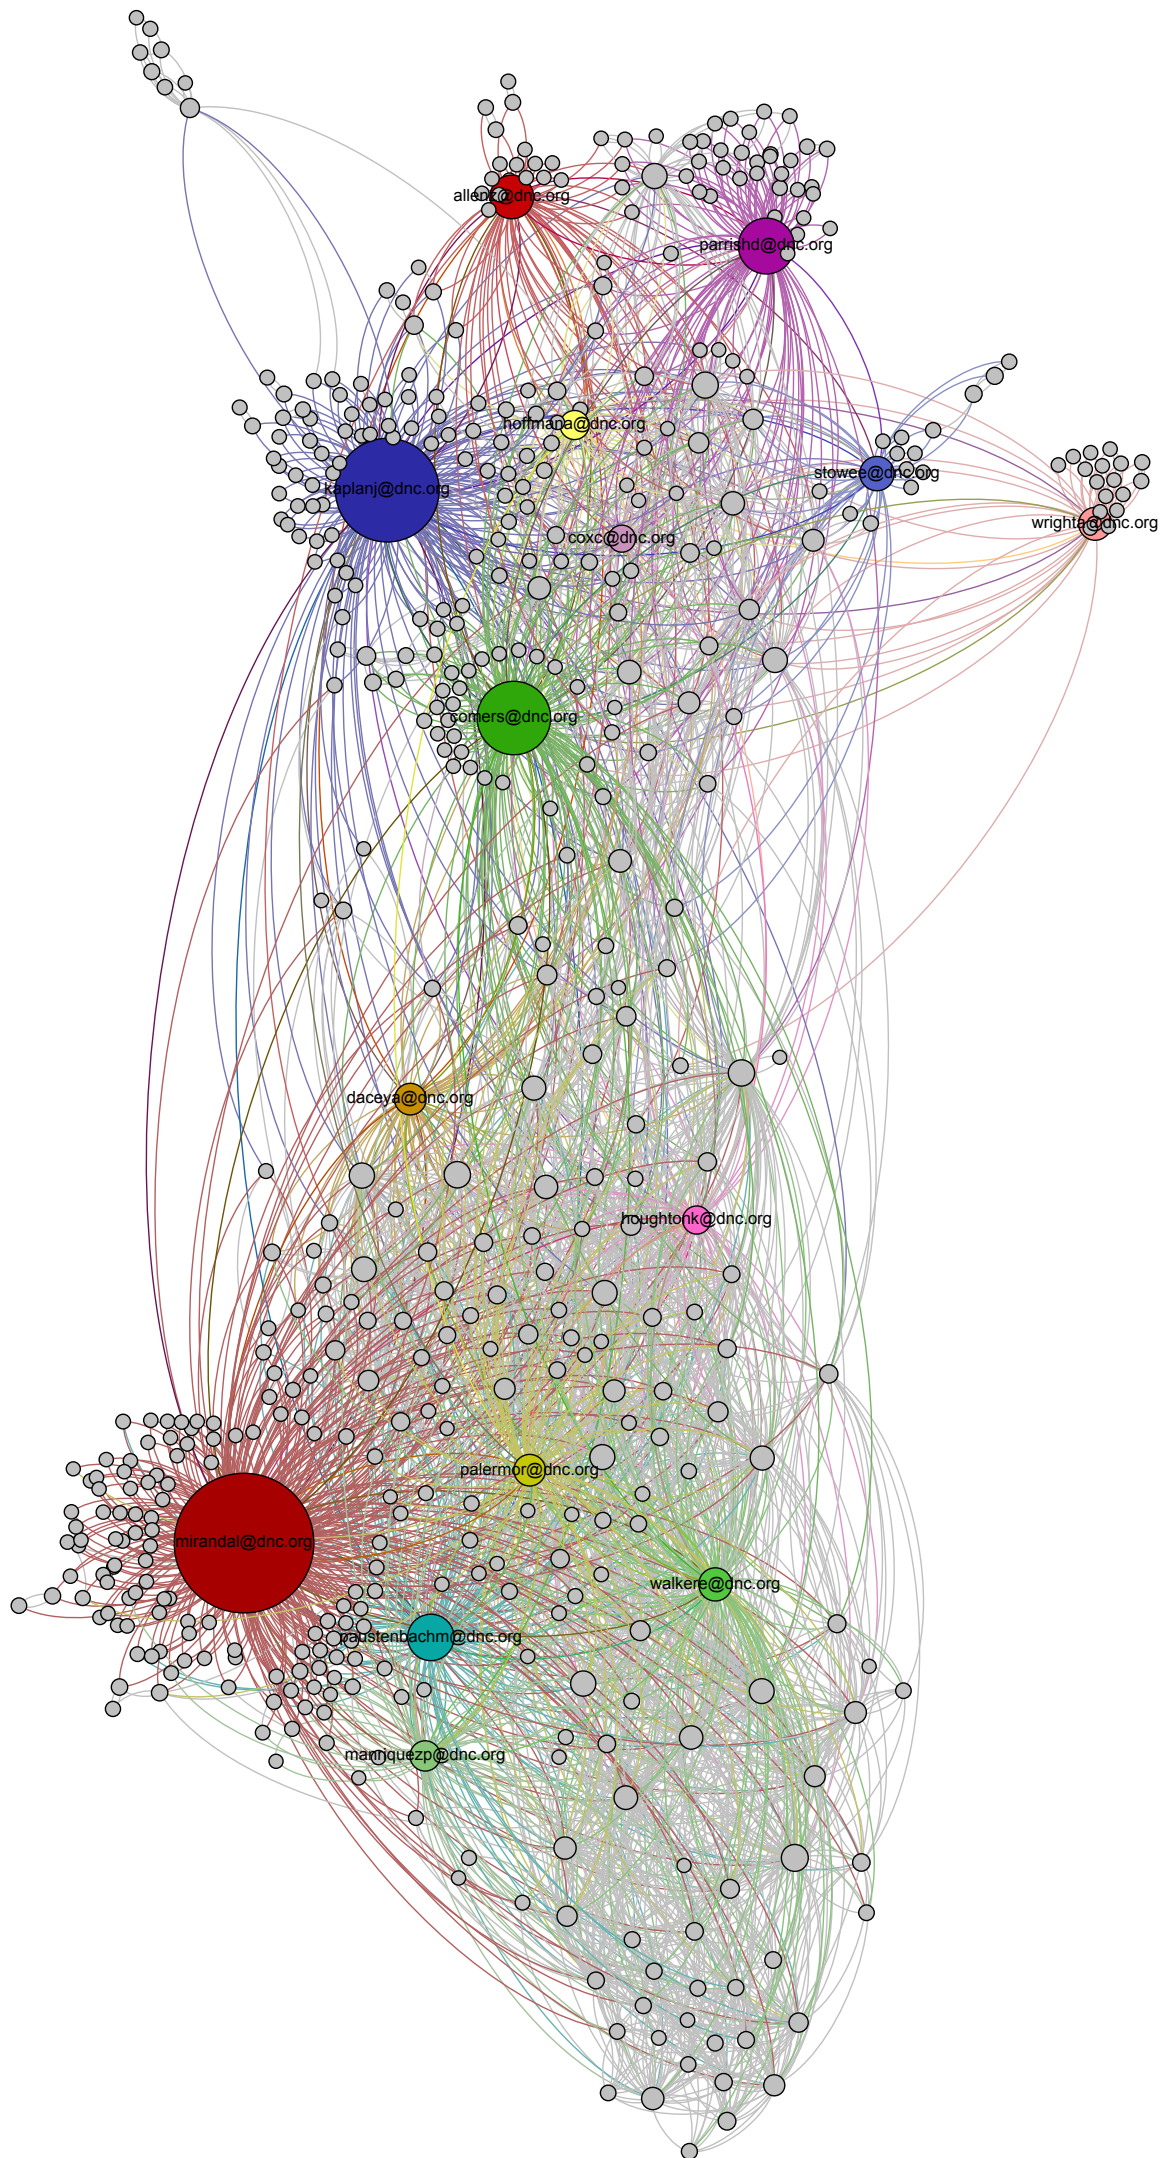 allenz@dnc.org
parrishd@dnc.org
hoffmana@dnc.org
stowee@dnc.org
kaplanj@dnc.org
wrighta@dnc.org
coxc@dnc.org
comers@dnc.org
daceya@dnc.org
houghtonk@dnc.org
palermor@dnc.org
mirandal@dnc.org
walkere@dnc.org
paustenbachm@dnc.org
manriquezp@dnc.org